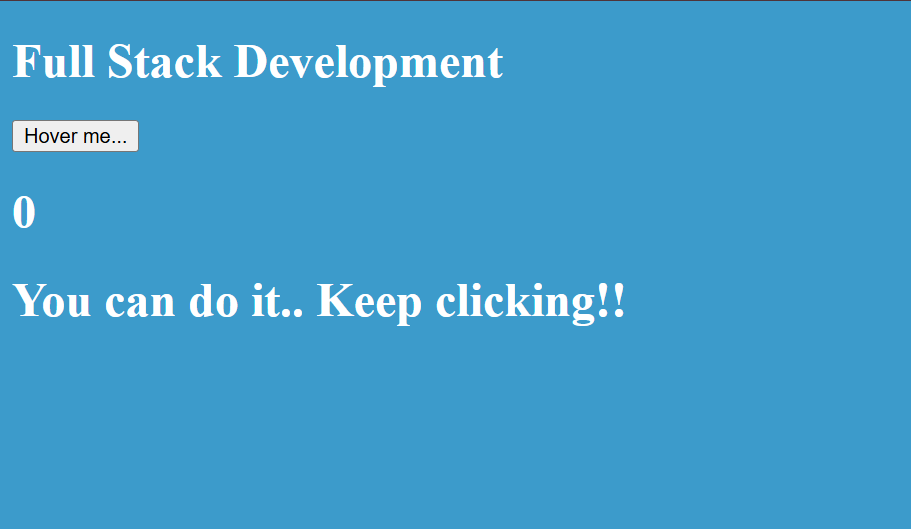 Full Stack Development
Hover me...
0
You can do it.. Keep clicking!!